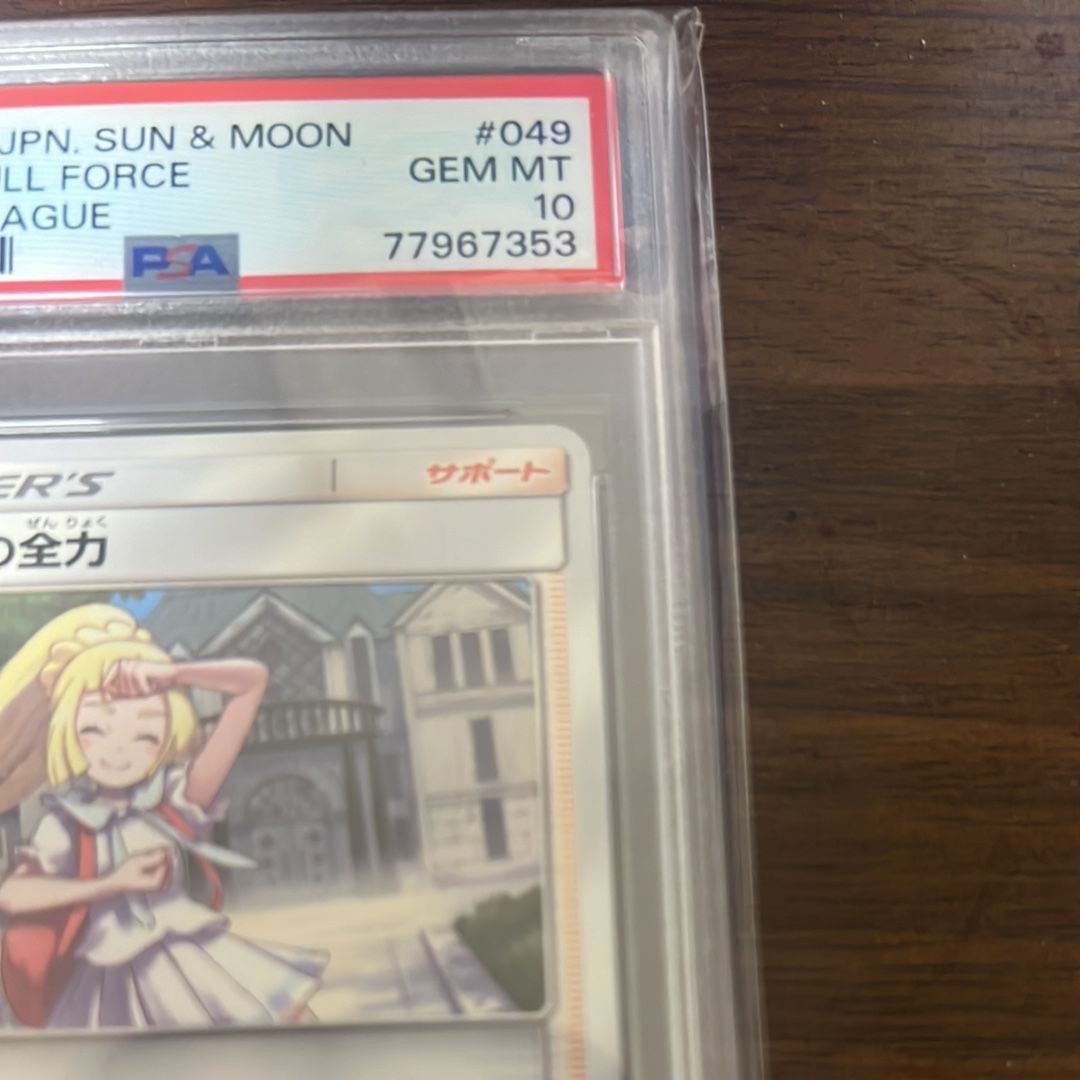 JPN. SUN & MOON #049
LL FORCE GEM MT
AGUE 10
PSA 77967353
ER'S サポート
ぜんりょく
の全力